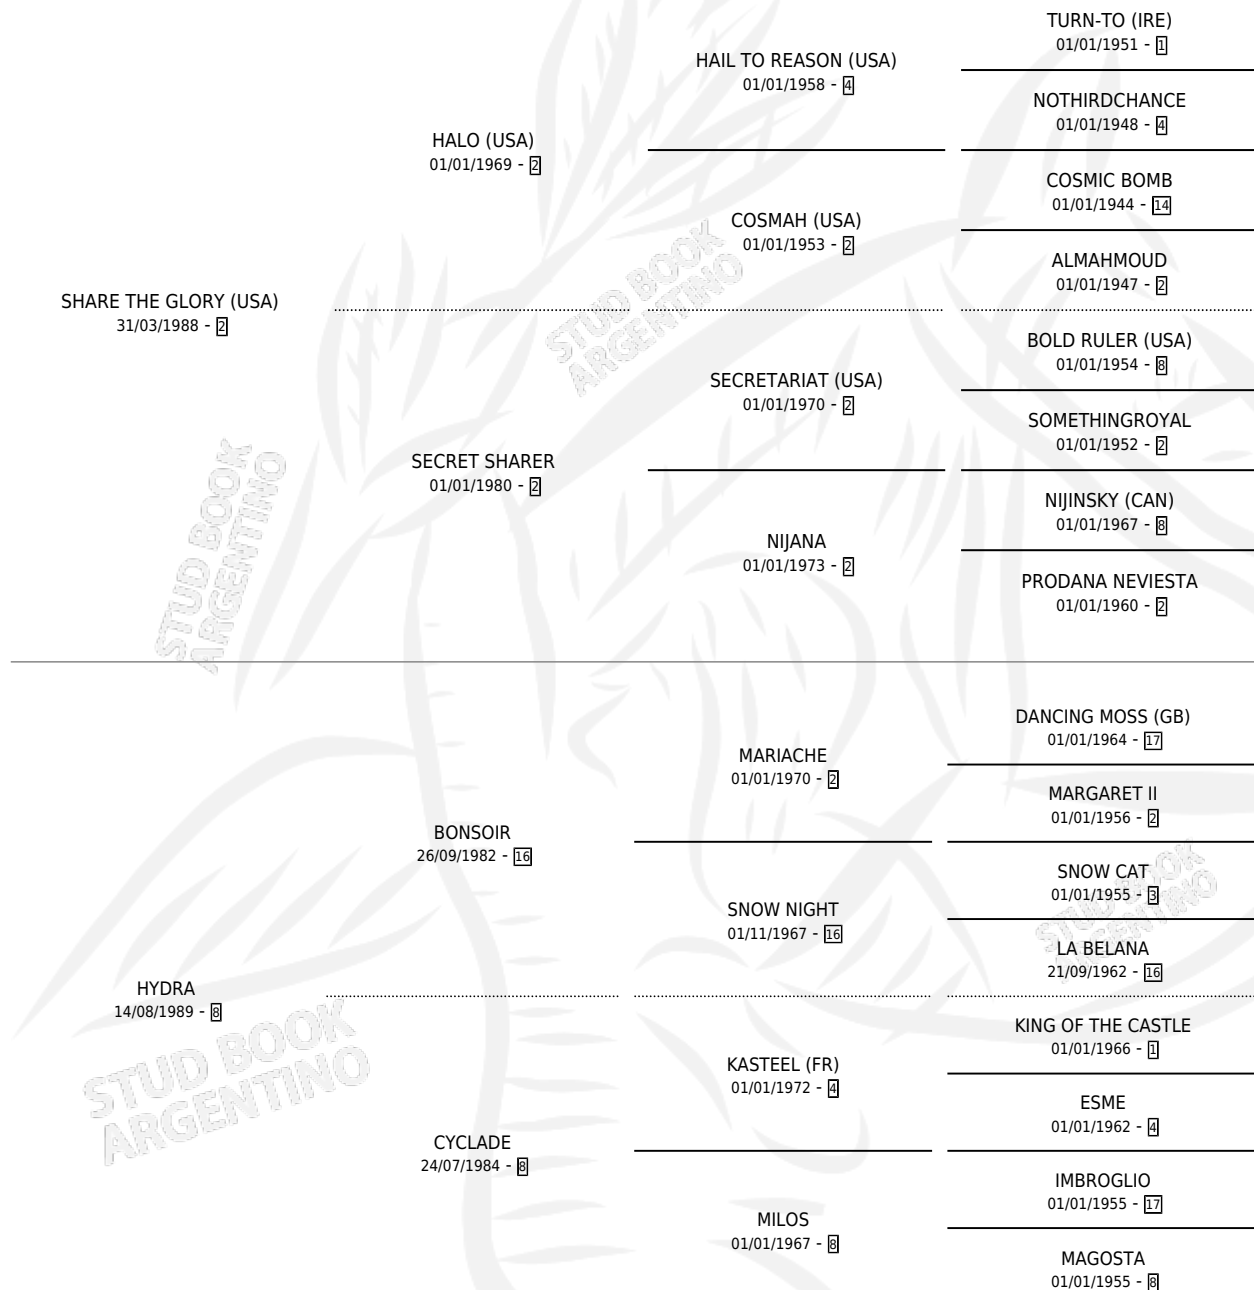 TURN-TO (IRE)
01/01/1951 - 1
HAIL TO REASON (USA)
01/01/1958 - 4
NOTHIRDCHANCE
01/01/1948 - 4
HALO (USA)
01/01/1969 - 2
COSMIC BOMB
01/01/1944 - 14
COSMAH (USA)
01/01/1953 - 2
ALMAHMOUD
01/01/1947 - 2
SHARE THE GLORY (USA)
31/03/1988 - 2
BOLD RULER (USA)
01/01/1954 - 8
SECRETARIAT (USA)
01/01/1970 - 2
SOMETHINGROYAL
01/01/1952 - 2
SECRET SHARER
01/01/1980 - 2
NIJINSKY (CAN)
01/01/1967 - 8
NIJANA
01/01/1973 - 2
PRODANA NEVIESTA
01/01/1960 - 2
DANCING MOSS (GB)
01/01/1964 - 17
MARIACHE
01/01/1970 - 2
MARGARET II
01/01/1956 - 2
BONSOIR
26/09/1982 - 16
SNOW CAT
01/01/1955 - 3
SNOW NIGHT
01/11/1967 - 16
LA BELANA
21/09/1962 - 16
HYDRA
14/08/1989 - 8
KING OF THE CASTLE
01/01/1966 - 1
KASTEEL (FR)
01/01/1972 - 4
ESME
01/01/1962 - 4
CYCLADE
24/07/1984 - 8
IMBROGLIO
01/01/1955 - 17
MILOS
01/01/1967 - 8
MAGOSTA
01/01/1955 - 8
STUD BOOK
ARGENTINO
STUD BOOK
ARGENTINO
STUD BOOK
ARGENTINO
STUD BOOK
ARGENTINO